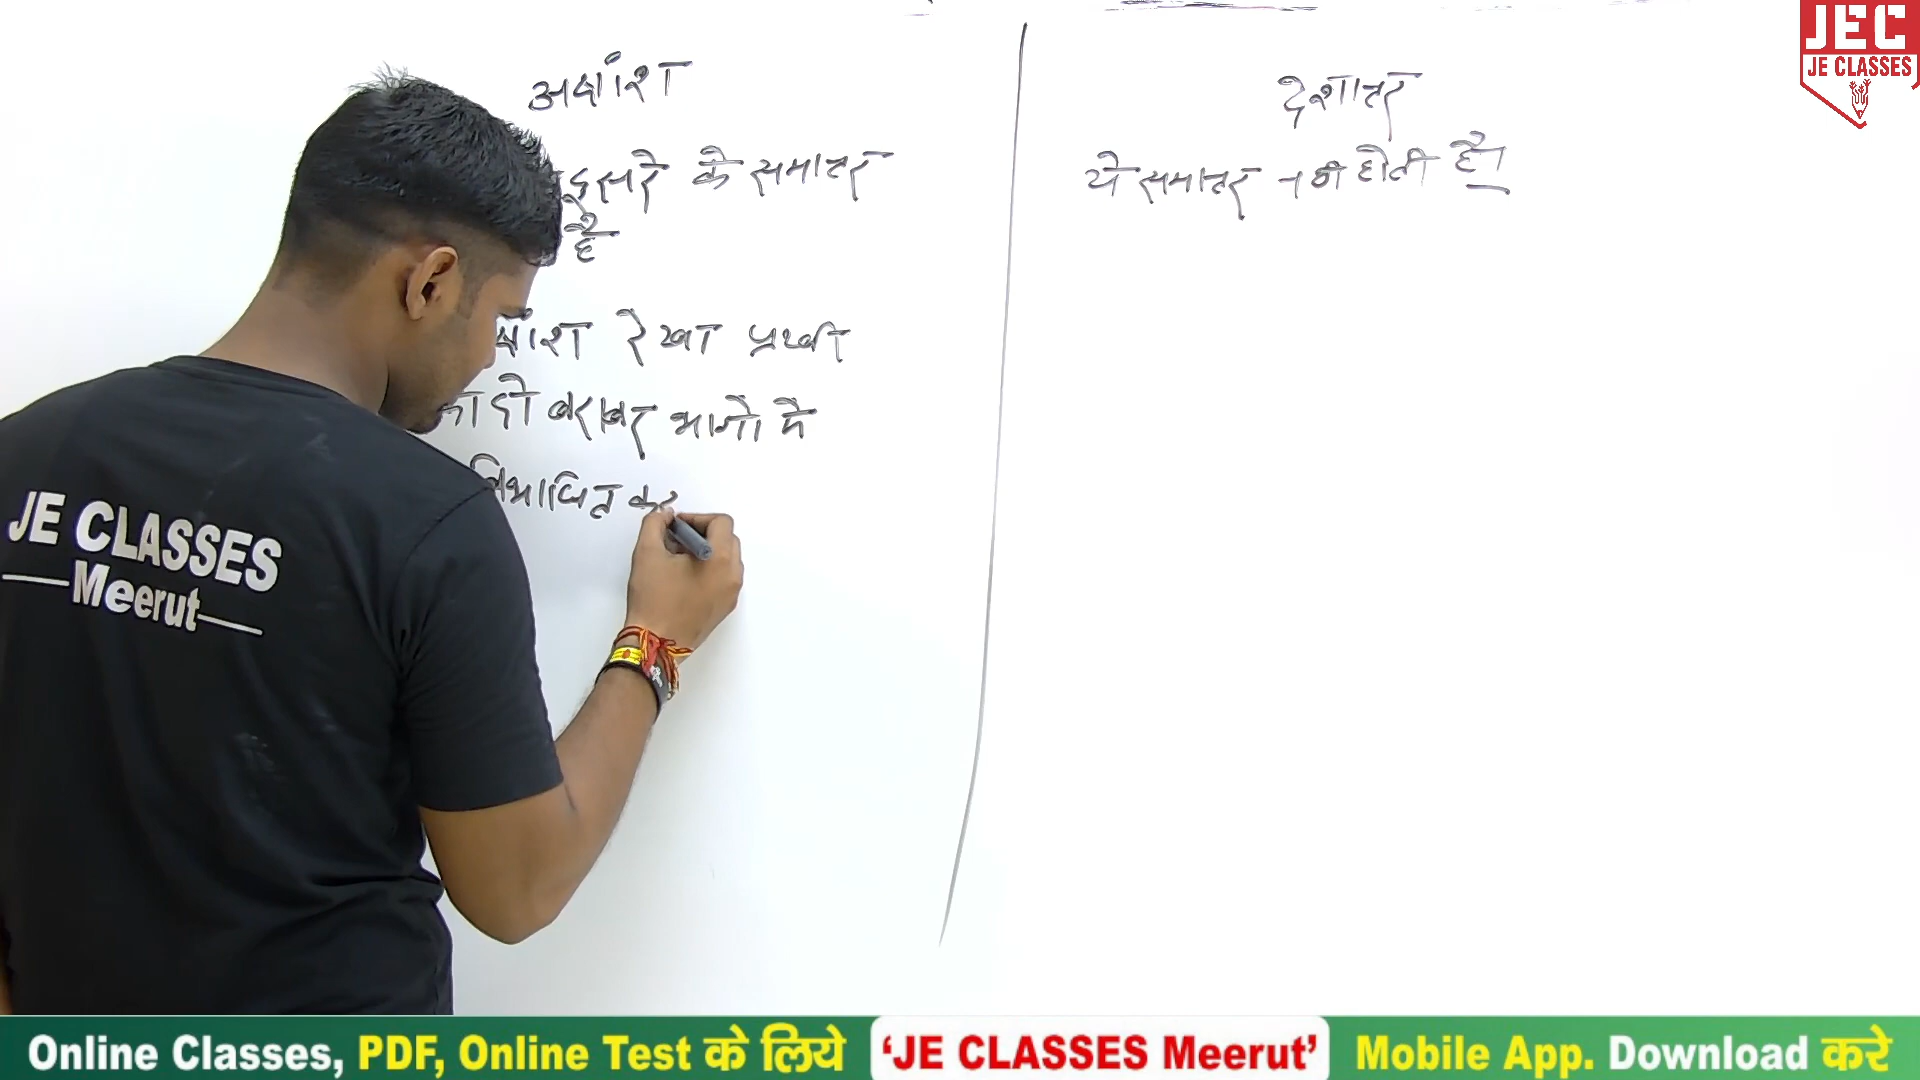 अक्षांश
दुसरे के समान्तर
है
क्षांश रेखा प्रथ्वी
को दो बराबर भागो मे
विभाजित कर
देशान्तर
ये समान्तर नही होती है।
JEC
JE CLASSES
JE CLASSES
Meerut
Online Classes, PDF, Online Test के लिये 'JE CLASSES Meerut' Mobile App. Download करे